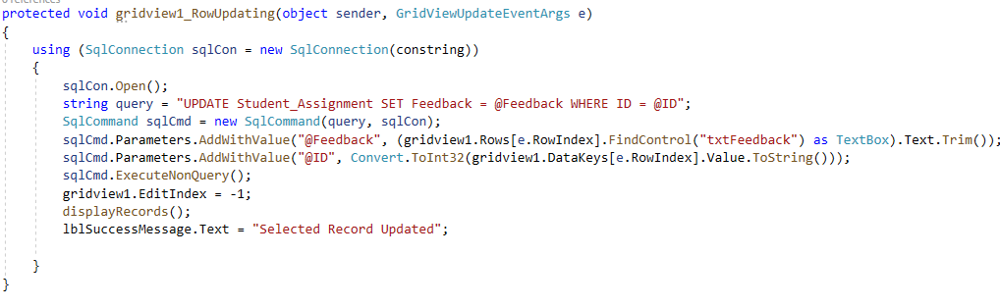 protected void gridview1_RowUpdating(object sender, GridViewUpdateEventArgs e)
{
using (SqlConnection sqlCon = new SqlConnection(constring))
{
sqlCon.Open();
string query = "UPDATE Student_Assignment SET Feedback = @Feedback WHERE ID = @ID";
SqlCommand sqlCmd = new SqlCommand(query, sqlCon);
sqlCmd.Parameters.AddWithValue("@Feedback", (gridview1.Rows[e.RowIndex].FindControl("txtFeedback") as TextBox).Text.Trim());
sqlCmd.Parameters.AddWithValue("@ID", Convert.ToInt32(gridview1.DataKeys[e.RowIndex].Value.ToString()));
sqlCmd.ExecuteNonQuery();
gridview1.EditIndex = -1;
displayRecords();
lblSuccessMessage.Text = "Selected Record Updated";
}
}